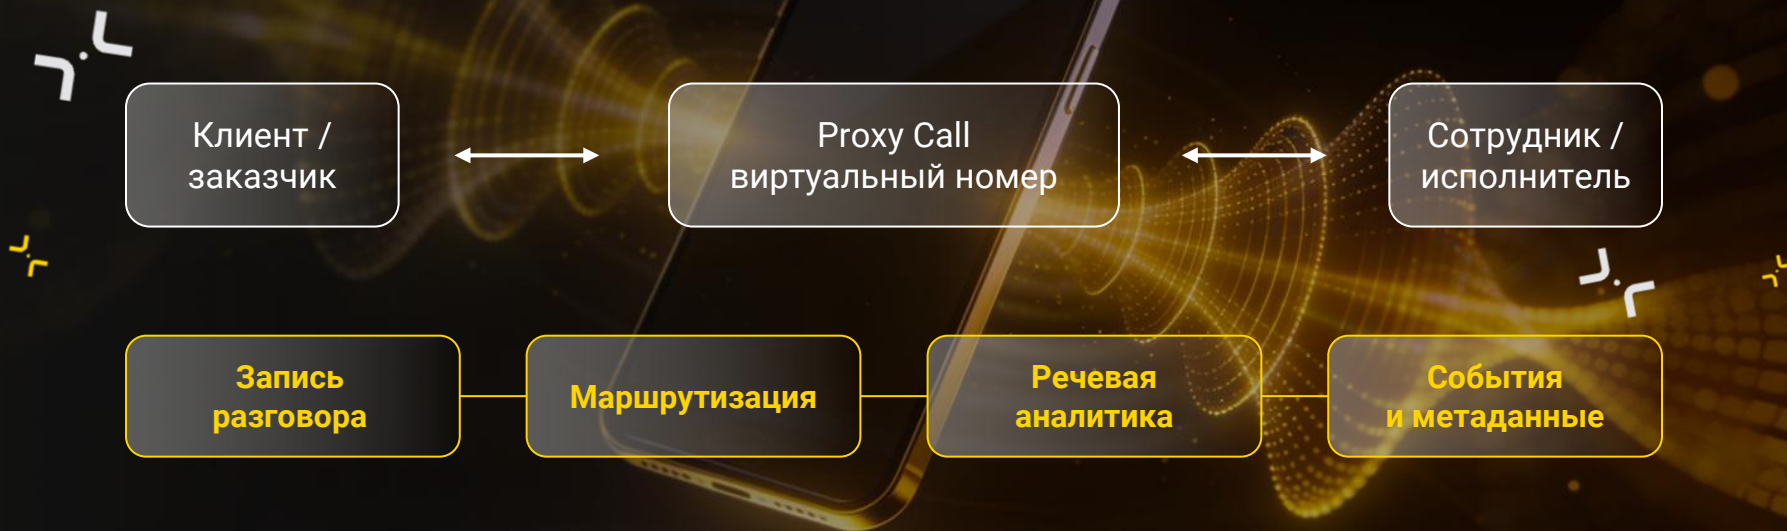 Клиент /
заказчик
Proxy Call
виртуальный номер
Сотрудник /
исполнитель
Запись
разговора
Маршрутизация
Речевая
аналитика
События
и метаданные